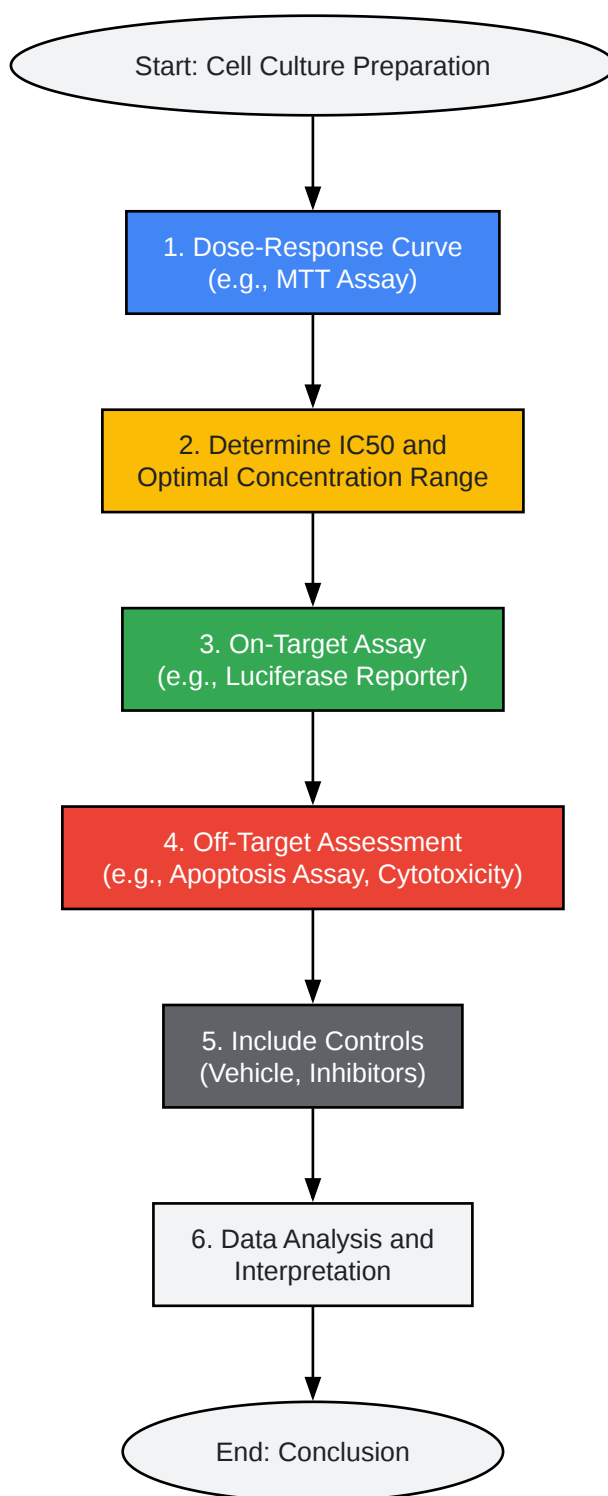 Start: Cell Culture Preparation
1. Dose-Response Curve
(e.g., MTT Assay)
2. Determine IC50 and
Optimal Concentration Range
3. On-Target Assay
(e.g., Luciferase Reporter)
4. Off-Target Assessment
(e.g., Apoptosis Assay, Cytotoxicity)
5. Include Controls
(Vehicle, Inhibitors)
6. Data Analysis and
Interpretation
End: Conclusion